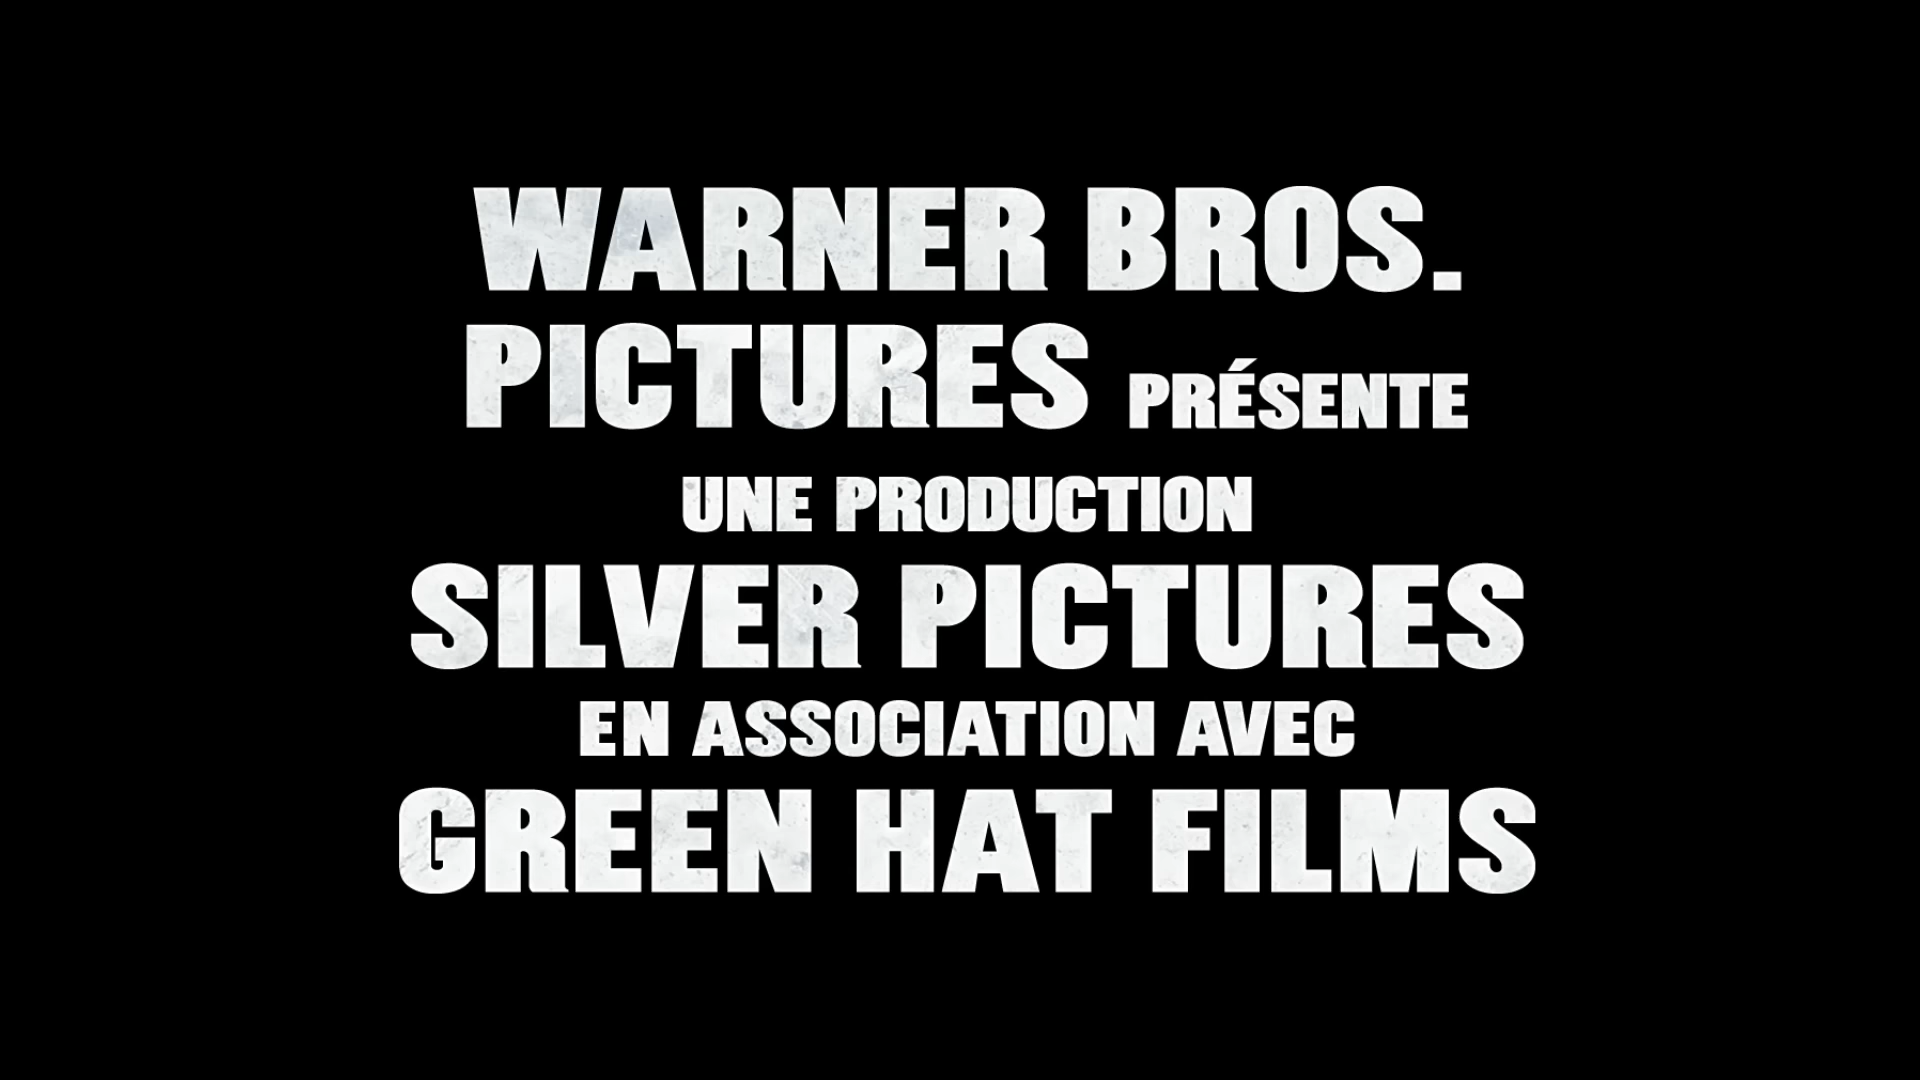 WARNER BROS.
PICTURES PRÉSENTE
UNE PRODUCTION
SILVER PICTURES
EN ASSOCIATION AVEC
GREEN HAT FILMS